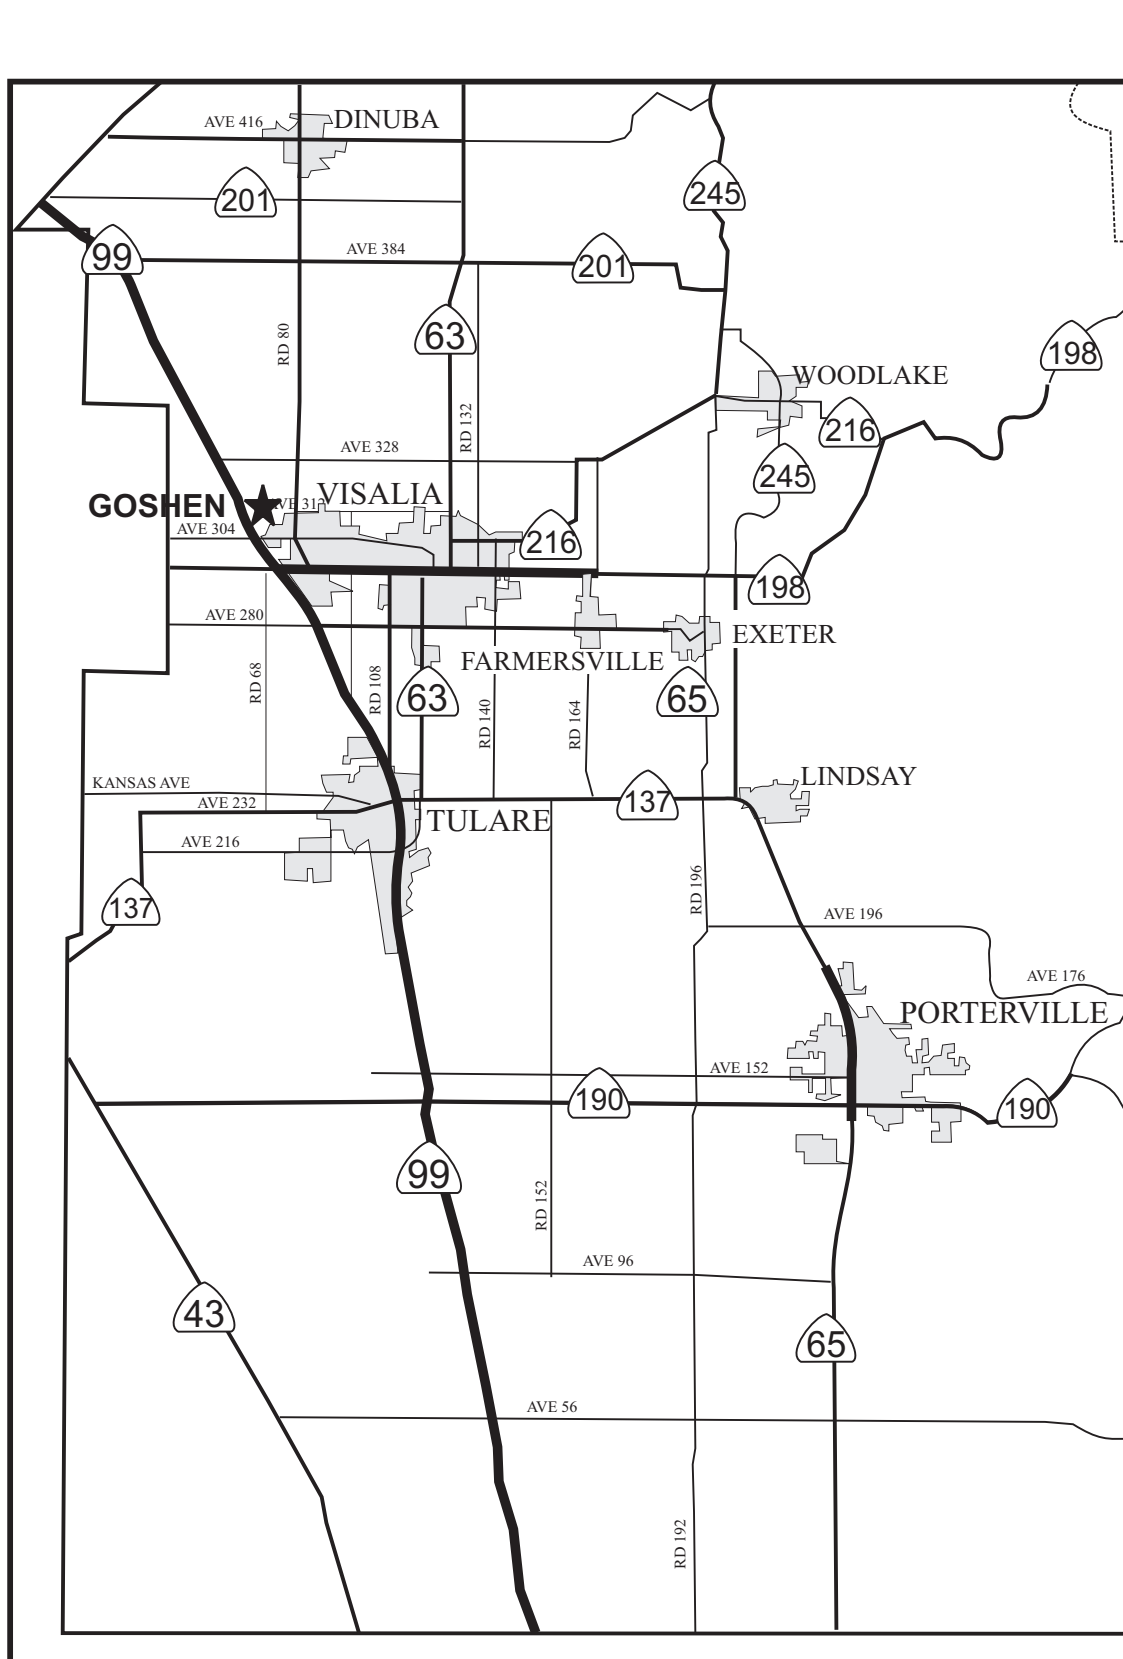 DINUBA
AVE 416
245
201
AVE 384
99
201
63
RD 80
198
WOODLAKE
RD 132
216
AVE 328
245
VISALIA
GOSHEN
AVE 304
216
198
AVE 280
EXETER
FARMERSVILLE
RD 68
RD 108
63
65
RD 140
RD 164
LINDSAY
KANSAS AVE
137
AVE 232
TULARE
AVE 216
RD 196
137
AVE 196
AVE 176
PORTERVILLE
AVE 152
190
190
99
RD 152
AVE 96
43
65
AVE 56
RD 192